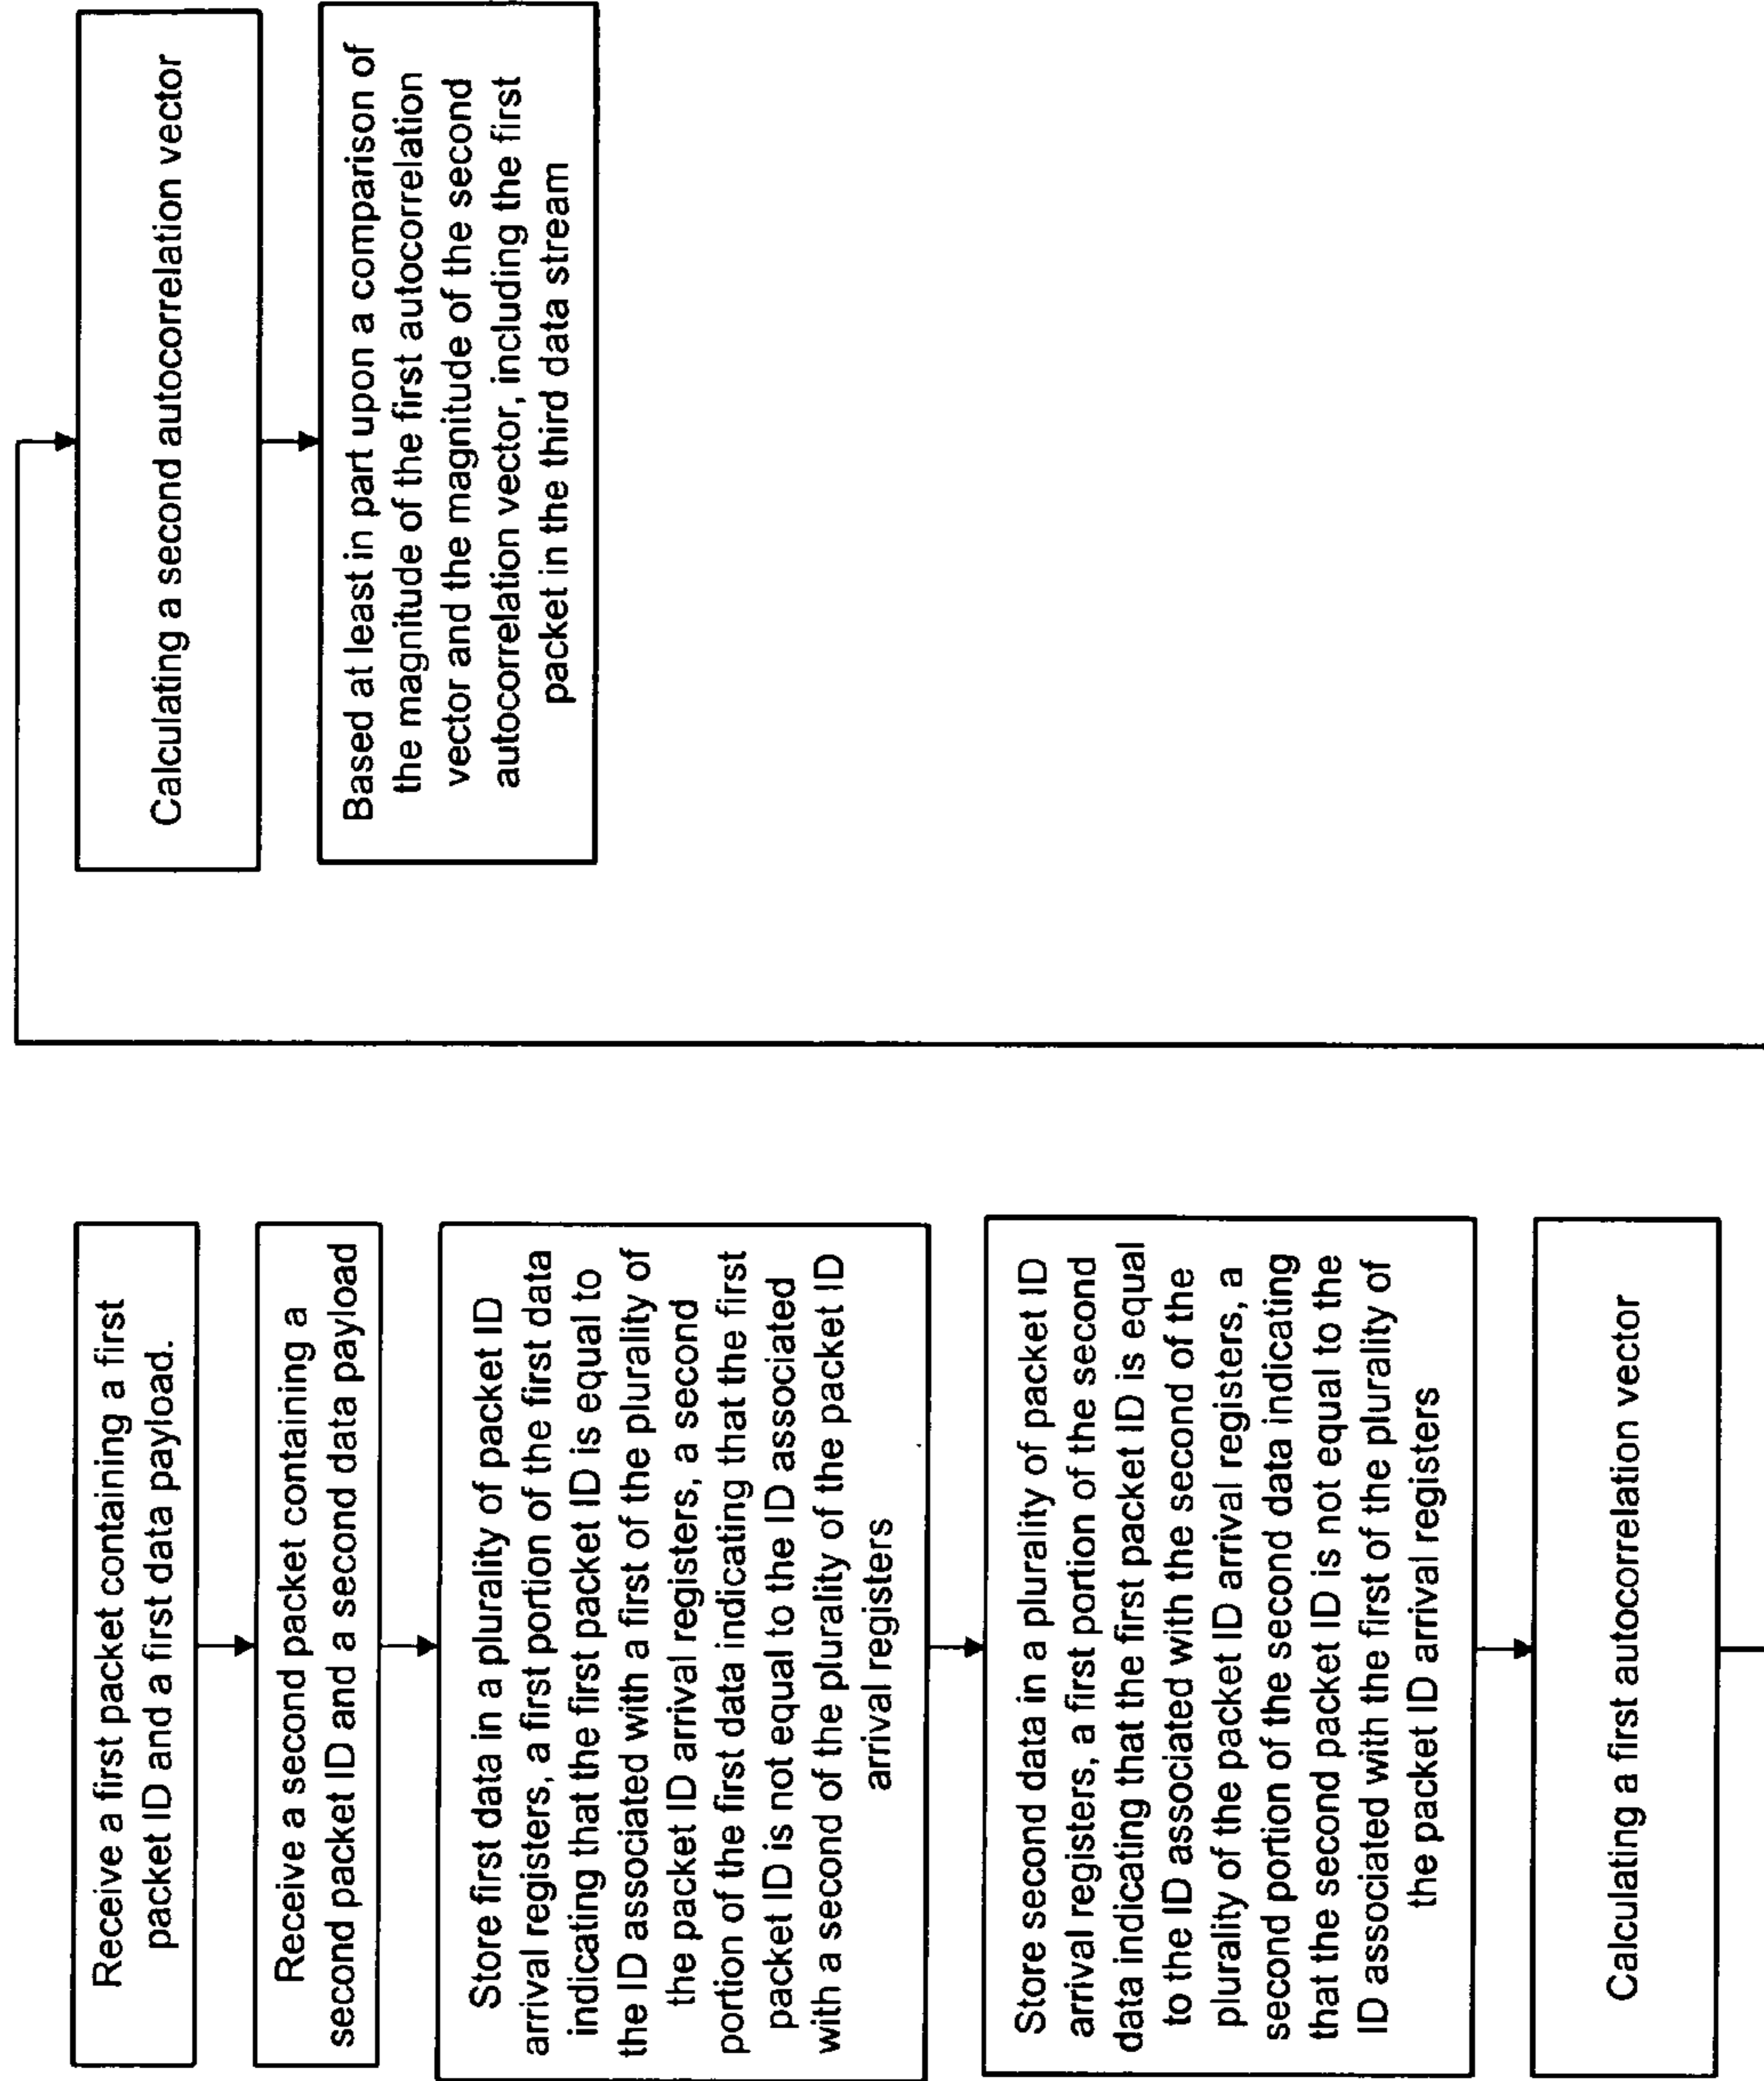 Receive a first packet containing a first
packet ID and a first data payload.
Receive a second packet containing a
second packet ID and a second data payload
Store first data in a plurality of packet ID
arrival registers, a first portion of the first data
indicating that the first packet ID is equal to
the ID associated with a first of the plurality of
the packet ID arrival registers, a second
portion of the first data indicating that the first
packet ID is not equal to the ID associated
with a second of the plurality of the packet ID
arrival registers
Store second data in a plurality of packet ID
arrival registers, a first portion of the second
data indicating that the first packet ID is equal
to the ID associated with the second of the
plurality of the packet ID arrival registers, a
second portion of the second data indicating
that the second packet ID is not equal to the
ID associated with the first of the plurality of
the packet ID arrival registers
Calculating a first autocorrelation vector
Calculating a second autocorrelation vector
Based at least in part upon a comparison of
the magnitude of the first autocorrelation
vector and the magnitude of the second
autocorrelation vector, including the first
packet in the third data stream